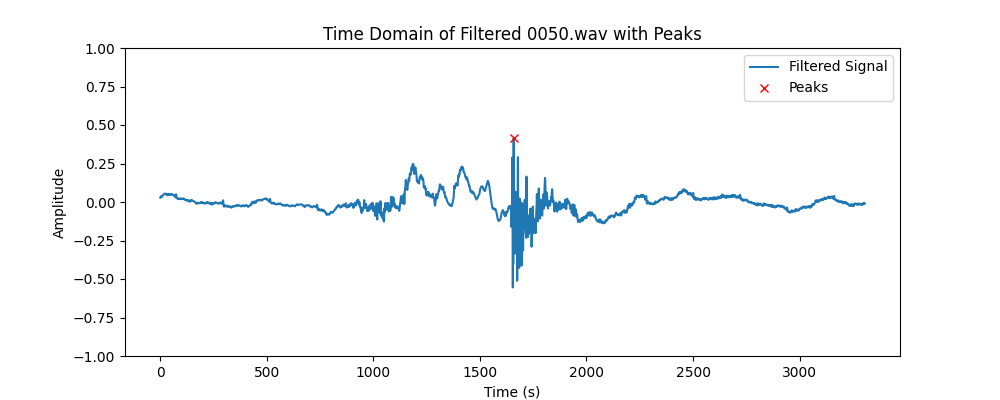 Time Domain of Filtered 0050.wav with Peaks
1.00
0.75
0.50
0.25
0.00
−0.25
−0.50
−0.75
−1.00
Amplitude
Filtered Signal
Peaks
0 500 1000 1500 2000 2500 3000
Time (s)